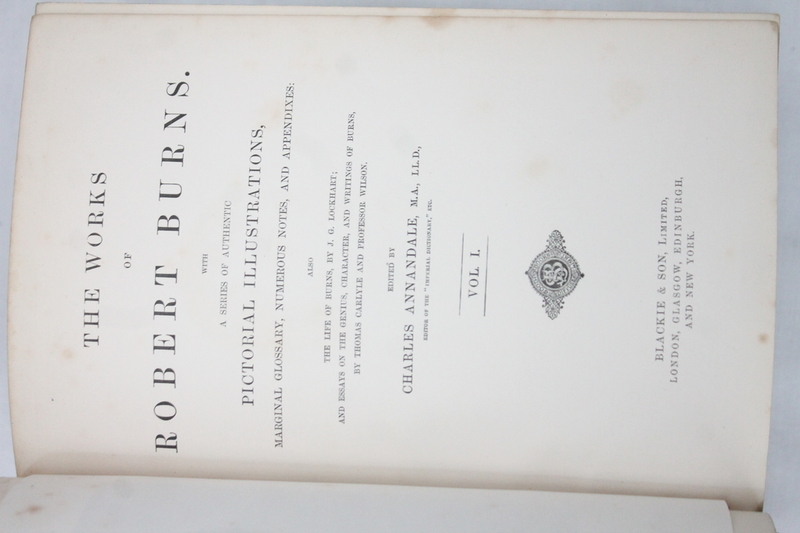 THE WORKS
OF
ROBERT BURNS.
WITH
A SERIES OF AUTHENTIC
PICTORIAL ILLUSTRATIONS,
MARGINAL GLOSSARY, NUMEROUS NOTES, AND APPENDIXES:
ALSO
THE LIFE OF BURNS, BY J. G. LOCKHART;
AND ESSAYS ON THE GENIUS, CHARACTER, AND WRITINGS OF BURNS,
BY THOMAS CARLYLE AND PROFESSOR WILSON.
EDITED BY
CHARLES ANNANDALE, M.A., LL.D.,
EDITOR OF THE "IMPERIAL DICTIONARY," ETC.
VOL. I.
BLACKIE & SON, LIMITED,
LONDON, GLASGOW, EDINBURGH,
AND NEW YORK.